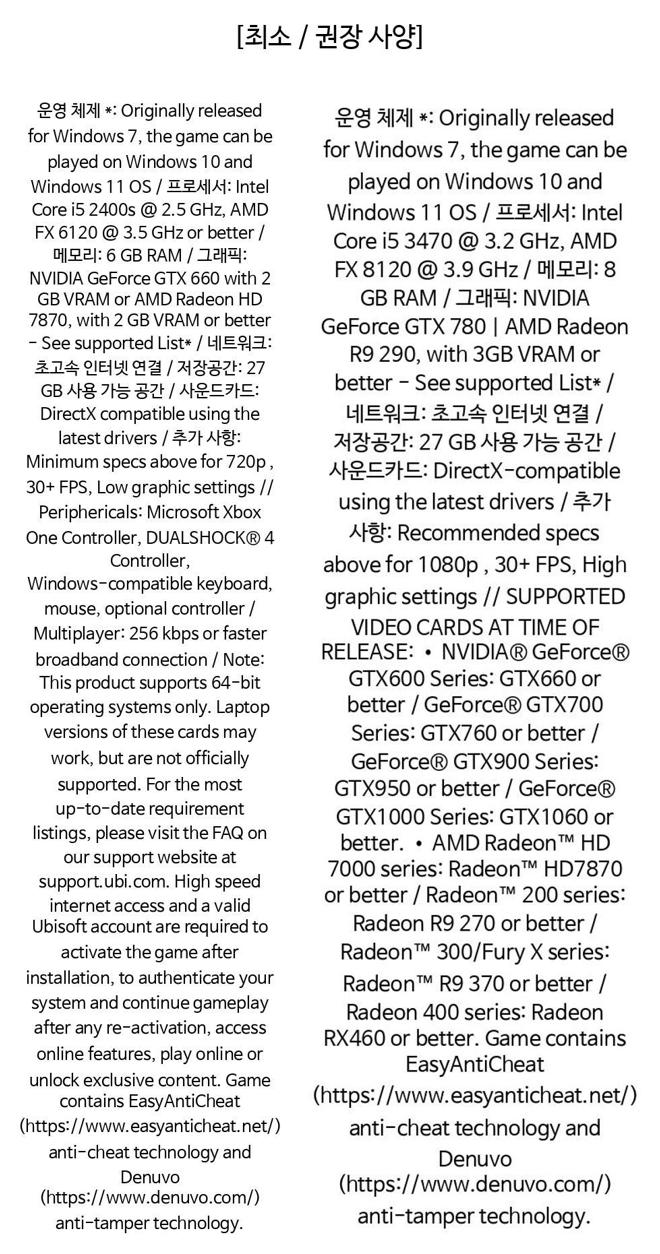 [최소 / 권장 사양]
운영 체제 *: Originally released
for Windows 7, the game can be
played on Windows 10 and
Windows 11 OS / 프로세서: Intel
Core i5 2400s @ 2.5 GHz, AMD
FX 6120 @ 3.5 GHz or better /
메모리: 6 GB RAM / 그래픽:
NVIDIA GeForce GTX 660 with 2
GB VRAM or AMD Radeon HD
7870, with 2 GB VRAM or better
- See supported List* / 네트워크:
초고속 인터넷 연결 / 저장공간: 27
GB 사용 가능 공간 / 사운드카드:
DirectX compatible using the
latest drivers / 추가 사항:
Minimum specs above for 720p ,
30+ FPS, Low graphic settings //
Periphericals: Microsoft Xbox
One Controller, DUALSHOCK® 4
Controller,
Windows-compatible keyboard,
mouse, optional controller /
Multiplayer: 256 kbps or faster
broadband connection / Note:
This product supports 64-bit
operating systems only. Laptop
versions of these cards may
work, but are not officially
supported. For the most
up-to-date requirement
listings, please visit the FAQ on
our support website at
support.ubi.com. High speed
internet access and a valid
Ubisoft account are required to
activate the game after
installation, to authenticate your
system and continue gameplay
after any re-activation, access
online features, play online or
unlock exclusive content. Game
contains EasyAntiCheat
(https://www.easyanticheat.net/)
anti-cheat technology and
Denuvo
(https://www.denuvo.com/)
anti-tamper technology.
운영 체제 *: Originally released
for Windows 7, the game can be
played on Windows 10 and
Windows 11 OS / 프로세서: Intel
Core i5 3470 @ 3.2 GHz, AMD
FX 8120 @ 3.9 GHz / 메모리: 8
GB RAM / 그래픽: NVIDIA
GeForce GTX 780 | AMD Radeon
R9 290, with 3GB VRAM or
better - See supported List* /
네트워크: 초고속 인터넷 연결 /
저장공간: 27 GB 사용 가능 공간 /
사운드카드: DirectX-compatible
using the latest drivers / 추가
사항: Recommended specs
above for 1080p , 30+ FPS, High
graphic settings // SUPPORTED
VIDEO CARDS AT TIME OF
RELEASE: • NVIDIA® GeForce®
GTX600 Series: GTX660 or
better / GeForce® GTX700
Series: GTX760 or better /
GeForce® GTX900 Series:
GTX950 or better / GeForce®
GTX1000 Series: GTX1060 or
better. • AMD Radeon™ HD
7000 series: Radeon™ HD7870
or better / Radeon™ 200 series:
Radeon R9 270 or better /
Radeon™ 300/Fury X series:
Radeon™ R9 370 or better /
Radeon 400 series: Radeon
RX460 or better. Game contains
EasyAntiCheat
(https://www.easyanticheat.net/)
anti-cheat technology and
Denuvo
(https://www.denuvo.com/)
anti-tamper technology.